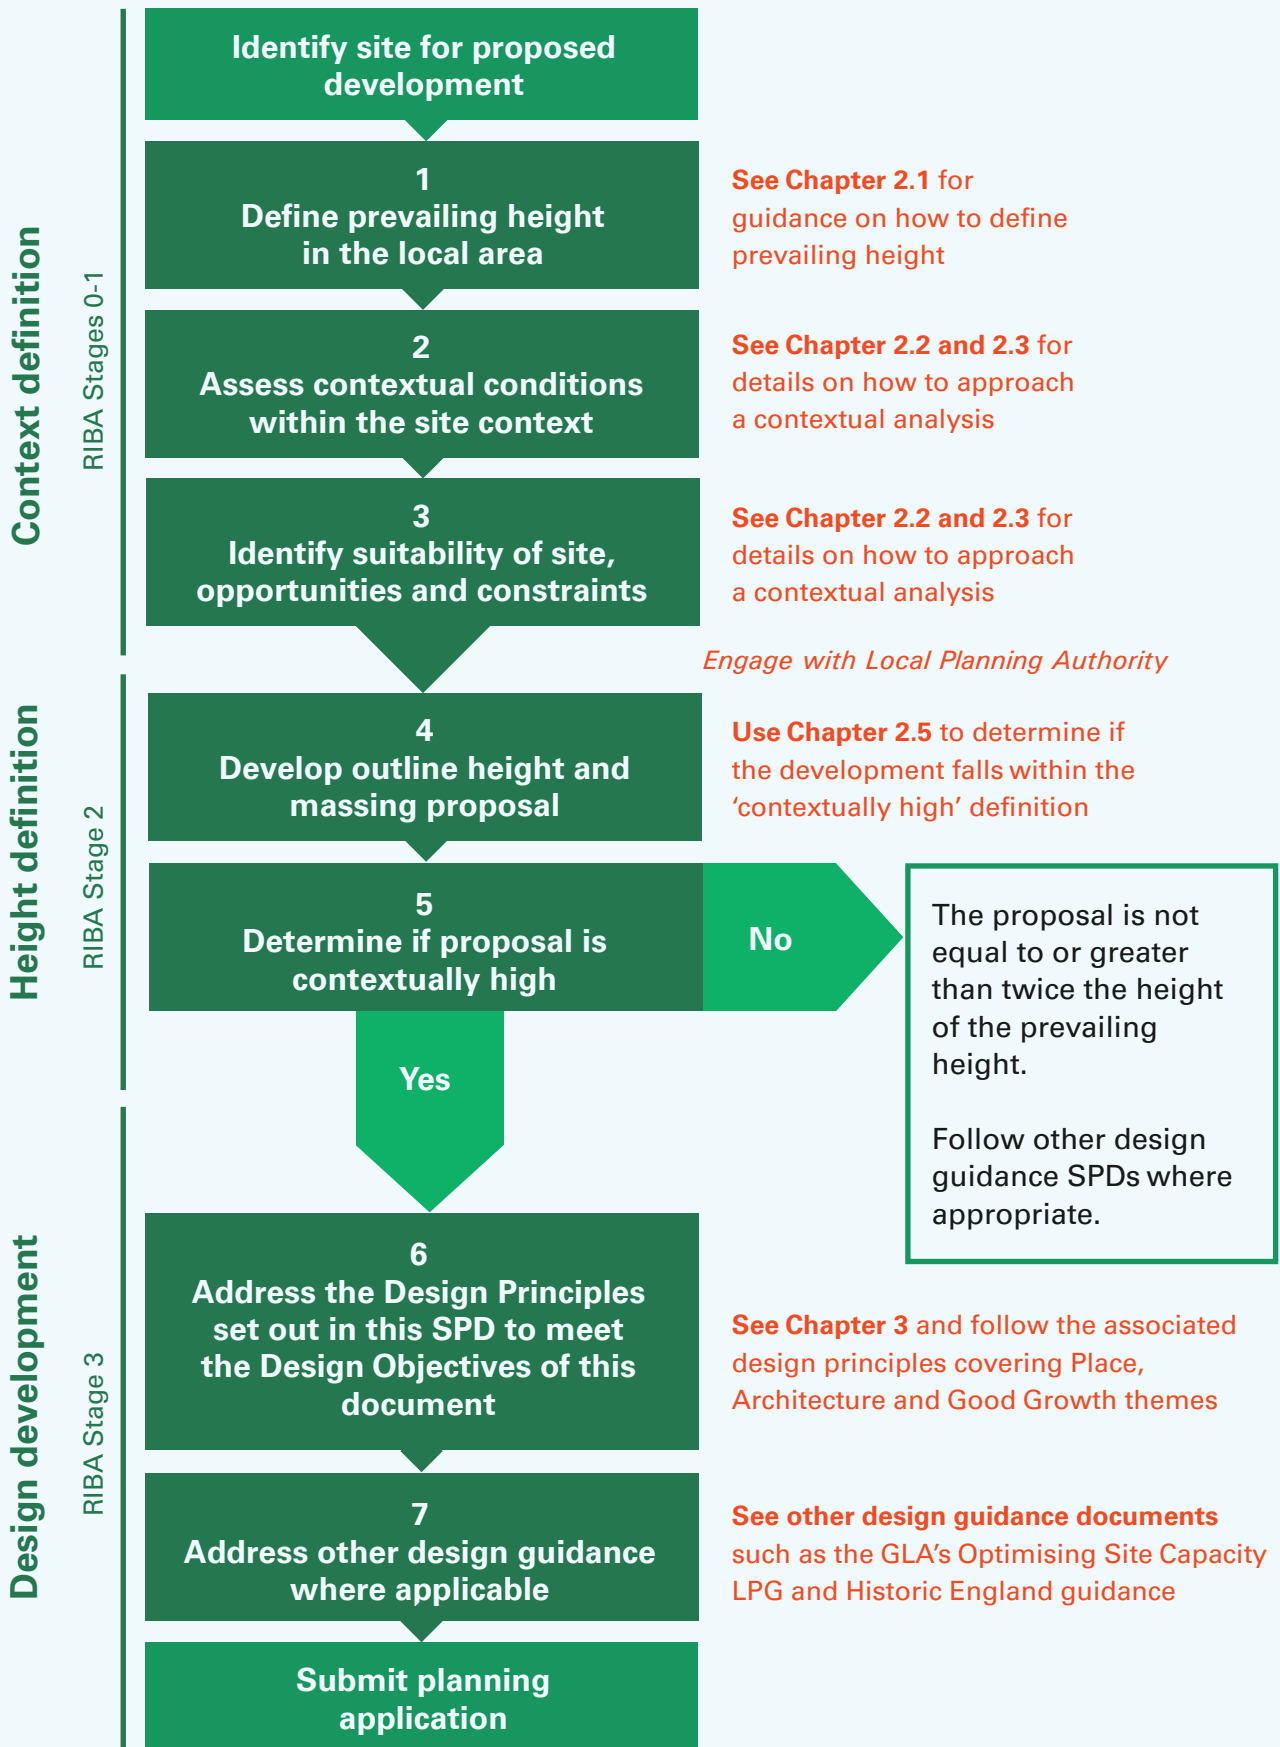 Identify site for proposed
development
Context definition
RIBA Stages 0-1
1
Define prevailing height
in the local area
See Chapter 2.1 for
guidance on how to define
prevailing height
2
Assess contextual conditions
within the site context
See Chapter 2.2 and 2.3 for
details on how to approach
a contextual analysis
3
Identify suitability of site,
opportunities and constraints
See Chapter 2.2 and 2.3 for
details on how to approach
a contextual analysis
Engage with Local Planning Authority
Height definition
RIBA Stage 2
4
Develop outline height and
massing proposal
Use Chapter 2.5 to determine if
the development falls within the
‘contextually high’ definition
5
Determine if proposal is
contextually high
No
The proposal is not
equal to or greater
than twice the height
of the prevailing
height.
Follow other design
guidance SPDs where
appropriate.
Yes
Design development
RIBA Stage 3
6
Address the Design Principles
set out in this SPD to meet
the Design Objectives of this
document
See Chapter 3 and follow the associated
design principles covering Place,
Architecture and Good Growth themes
7
Address other design guidance
where applicable
See other design guidance documents
such as the GLA’s Optimising Site Capacity
LPG and Historic England guidance
Submit planning
application